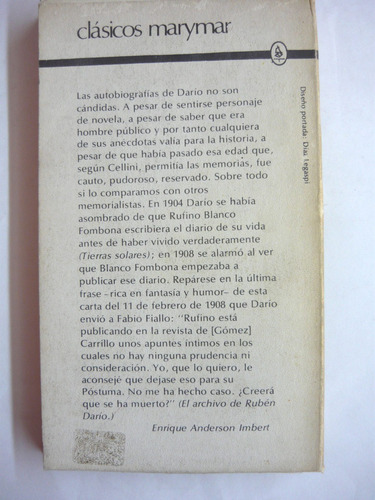 clásicos marymar
Las autobiografías de Darío no son
cándidas. A pesar de sentirse personaje
de novela, a pesar de saber que era
hombre público y por tanto cualquiera
de sus anécdotas valía para la historia, a
pesar de que había pasado esa edad que,
según Cellini, permitía las memorias, fue
cauto, pudoroso, reservado. Sobre todo
si lo comparamos con otros
memorialistas. En 1904 Darío se había
asombrado de que Rufino Blanco
Fombona escribiera el diario de su vida
antes de haber vivido verdaderamente
(Tierras solares); en 1908 se alarmó al ver
que Blanco Fombona empezaba a
publicar ese diario. Repárese en la última
frase –rica en fantasía y humor– de esta
carta del 11 de febrero de 1908 que Darío
envió a Fabio Fiallo: "Rufino está
publicando en la revista de [Gómez]
Carrillo unos apuntes íntimos en los
cuales no hay ninguna prudencia ni
consideración. Yo, que lo quiero, le
aconsejé que dejase eso para su
Póstuma. No me ha hecho caso. ¿Creerá
que se ha muerto?" (El archivo de Rubén
Darío.)
Enrique Anderson Imbert
Diseño portada: Díaz